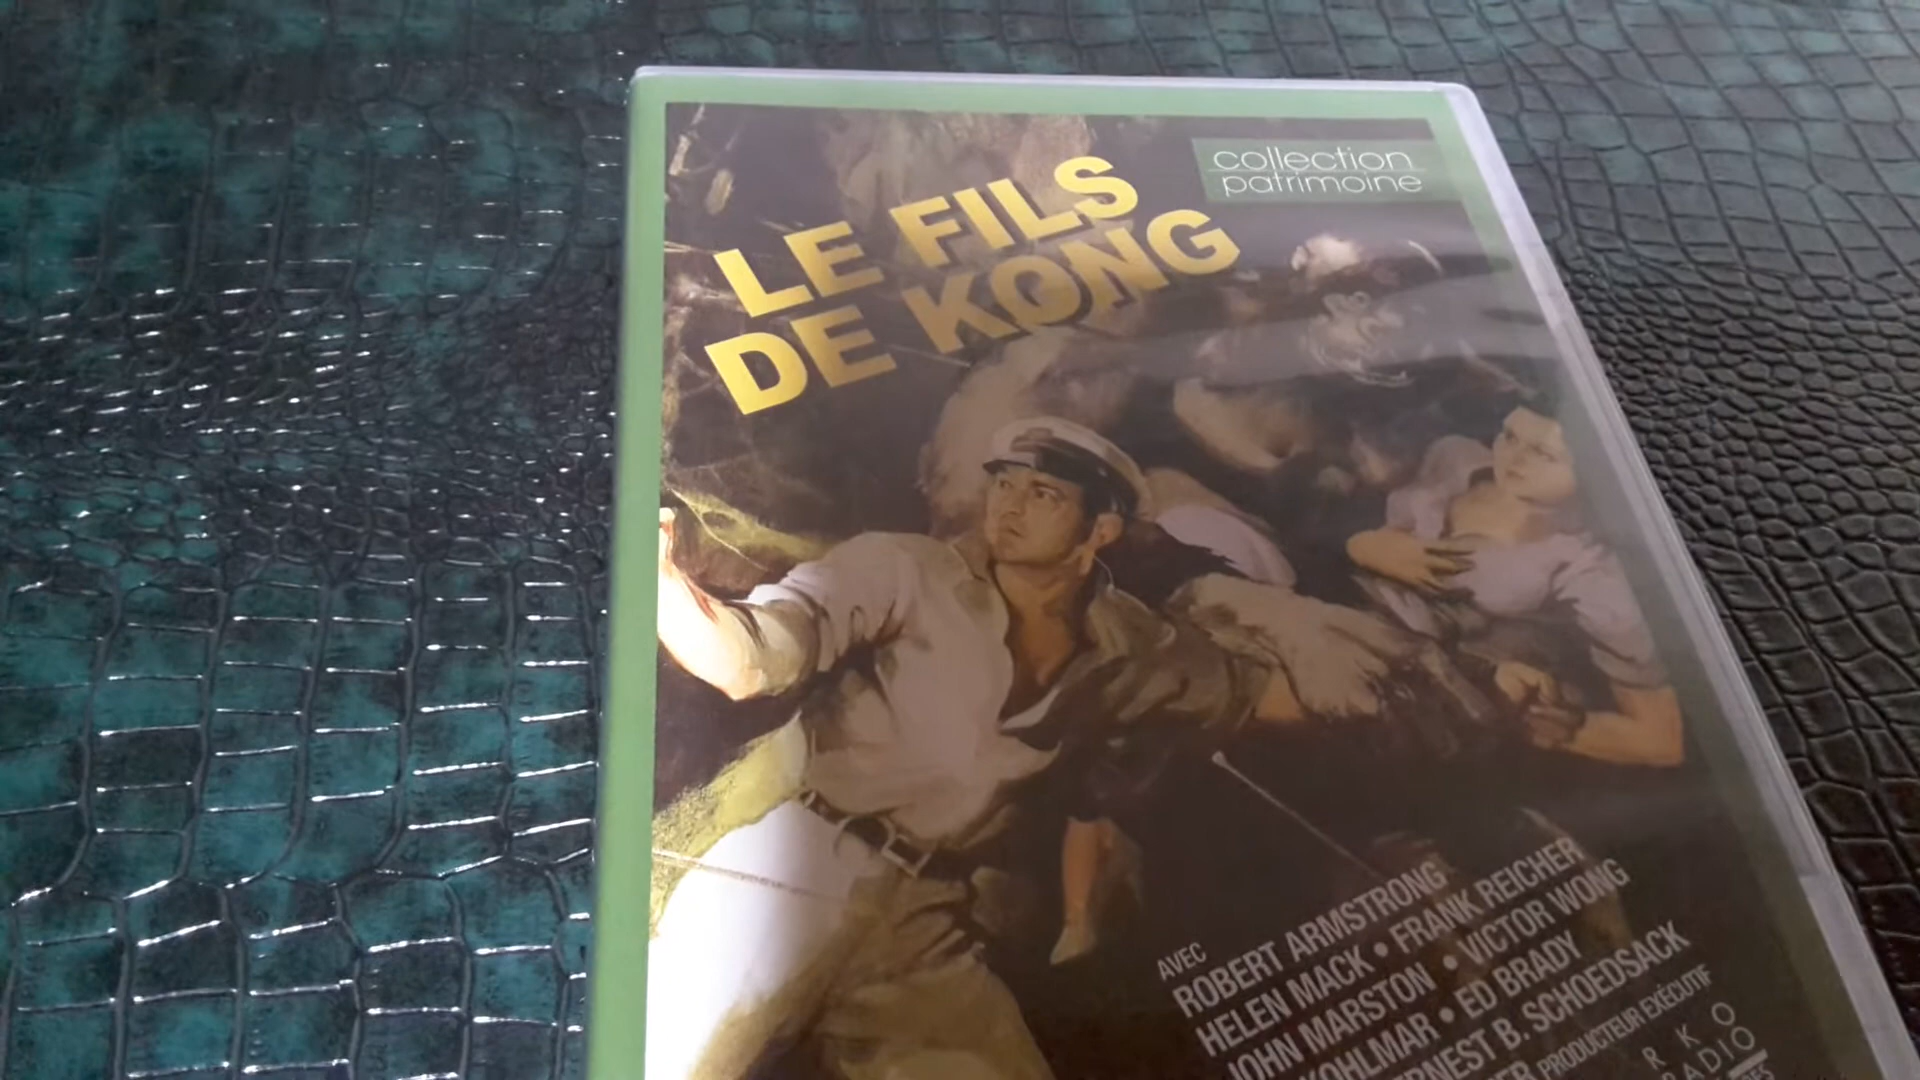 collection
patrimoine
LE FILS
DE KONG
AVEC
ROBERT ARMSTRONG
HELEN MACK • FRANK REICHER
JOHN MARSTON • VICTOR WONG
KOHLMAR • ED BRADY
ERNEST B. SCHOEDSACK
PRODUCTEUR EXÉCUTIF
R K O
RADIO